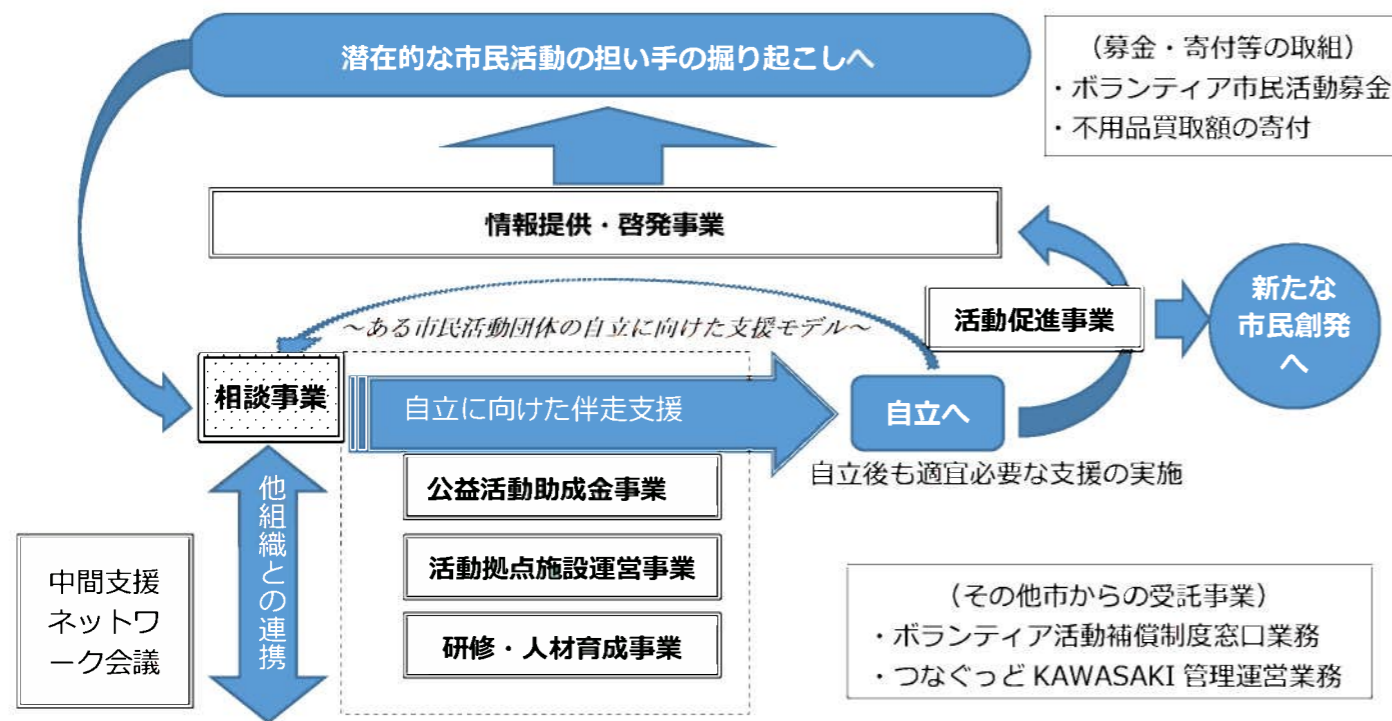 潜在的な市民活動の担い手の掘り起こしへ
（募金・寄付等の取組）
・ボランティア市民活動募金
・不用品買取額の寄付
情報提供・啓発事業
～ある市民活動団体の自立に向けた支援モデル～
活動促進事業
新たな
市民創発
へ
相談事業
自立に向けた伴走支援
自立へ
自立後も適宜必要な支援の実施
公益活動助成金事業
活動拠点施設運営事業
研修・人材育成事業
他組織との連携
中間支援
ネットワ
ーク会議
（その他市からの受託事業）
・ボランティア活動補償制度窓口業務
・つなぐっど KAWASAKI 管理運営業務